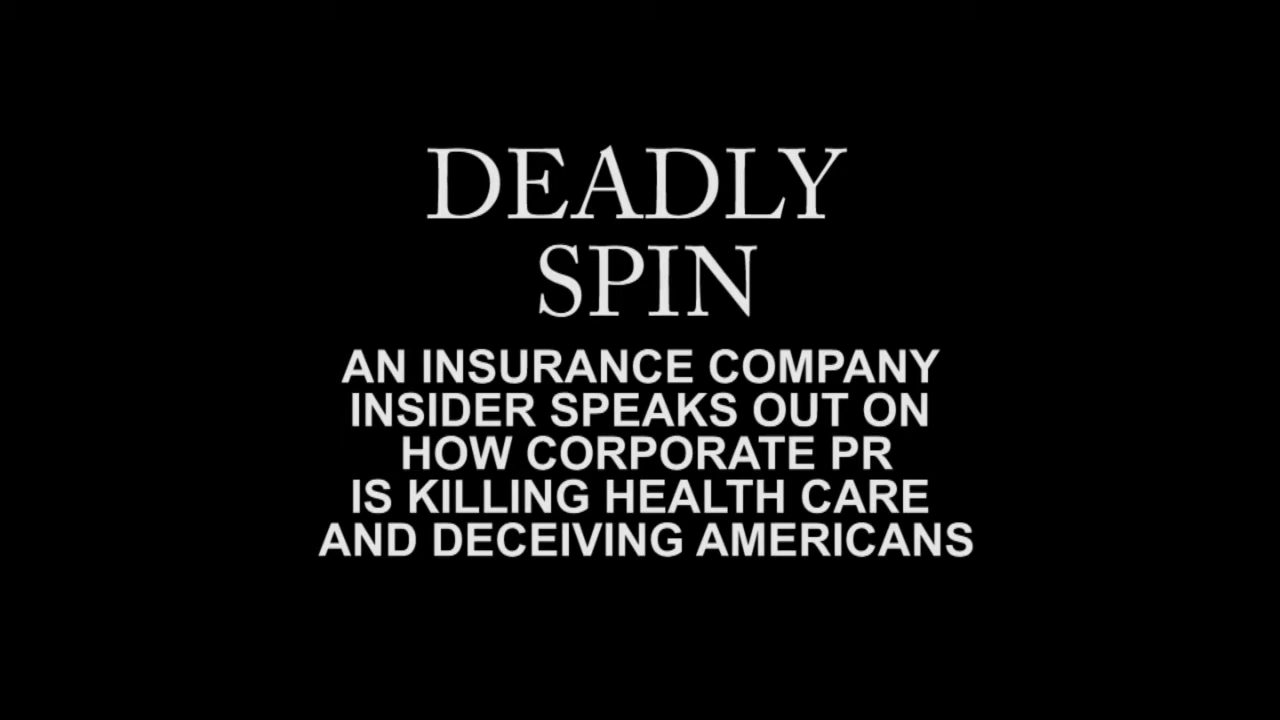 DEADLY
SPIN
AN INSURANCE COMPANY
INSIDER SPEAKS OUT ON
HOW CORPORATE PR
IS KILLING HEALTH CARE
AND DECEIVING AMERICANS